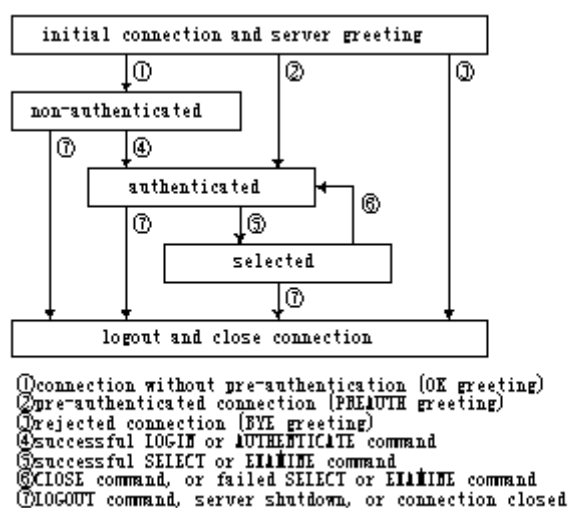 initial connection and server greeting
① ② ③
non-authenticated
⑦ ④
authenticated
⑥
⑦ ⑤
selected
⑦
logout and close connection
①connection without pre-authentication (OK greeting)
②pre-authenticated connection (PREAUTH greeting)
③rejected connection (BYE greeting)
④successful LOGIN or AUTHENTICATE command
⑤successful SELECT or EXAMINE command
⑥CLOSE command, or failed SELECT or EXAMINE command
⑦LOGOUT command, server shutdown, or connection closed